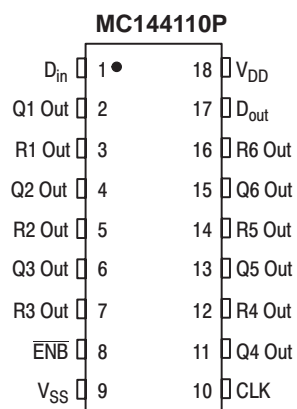 MC144110P
Din 1 18 VDD
Q1 Out 2 17 Dout
R1 Out 3 16 R6 Out
Q2 Out 4 15 Q6 Out
R2 Out 5 14 R5 Out
Q3 Out 6 13 Q5 Out
R3 Out 7 12 R4 Out
E̅N̅B̅ 8 11 Q4 Out
VSS 9 10 CLK